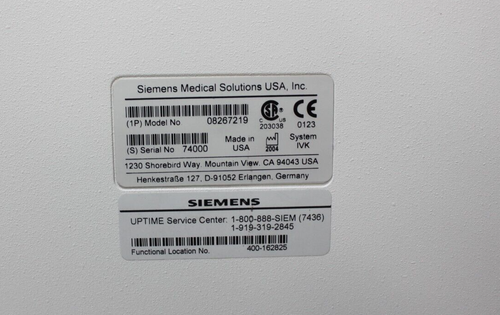 Siemens Medical Solutions USA, Inc.
(1P) Model No 08267219
203038 0123
(S) Serial No 74000 Made in USA 2004 System IVK
1230 Shorebird Way, Mountain View, CA 94043 USA
Henkestraße 127, D-91052 Erlangen, Germany
SIEMENS
UPTIME Service Center: 1-800-888-SIEM (7436)
1-919-319-2845
Functional Location No. 400-162825